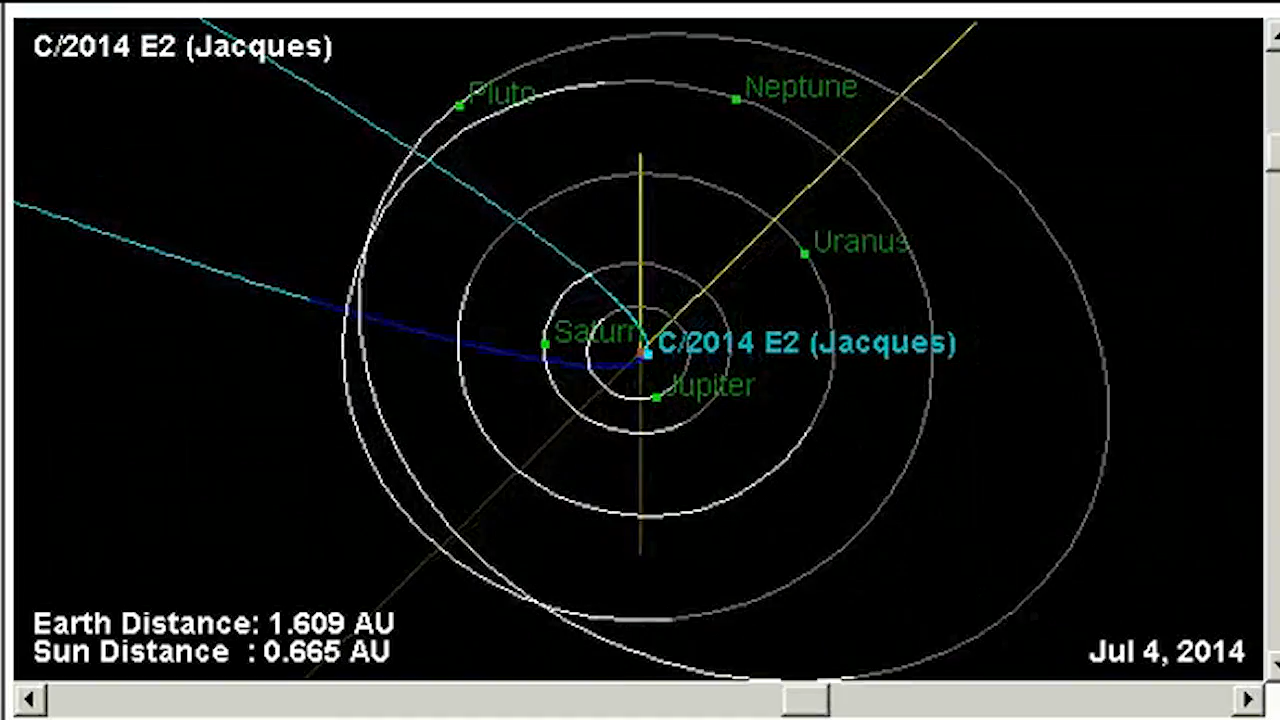 C/2014 E2 (Jacques)
Pluto
Neptune
Uranus
Saturn
C/2014 E2 (Jacques)
Jupiter
Earth Distance: 1.609 AU
Sun Distance : 0.665 AU
Jul 4, 2014